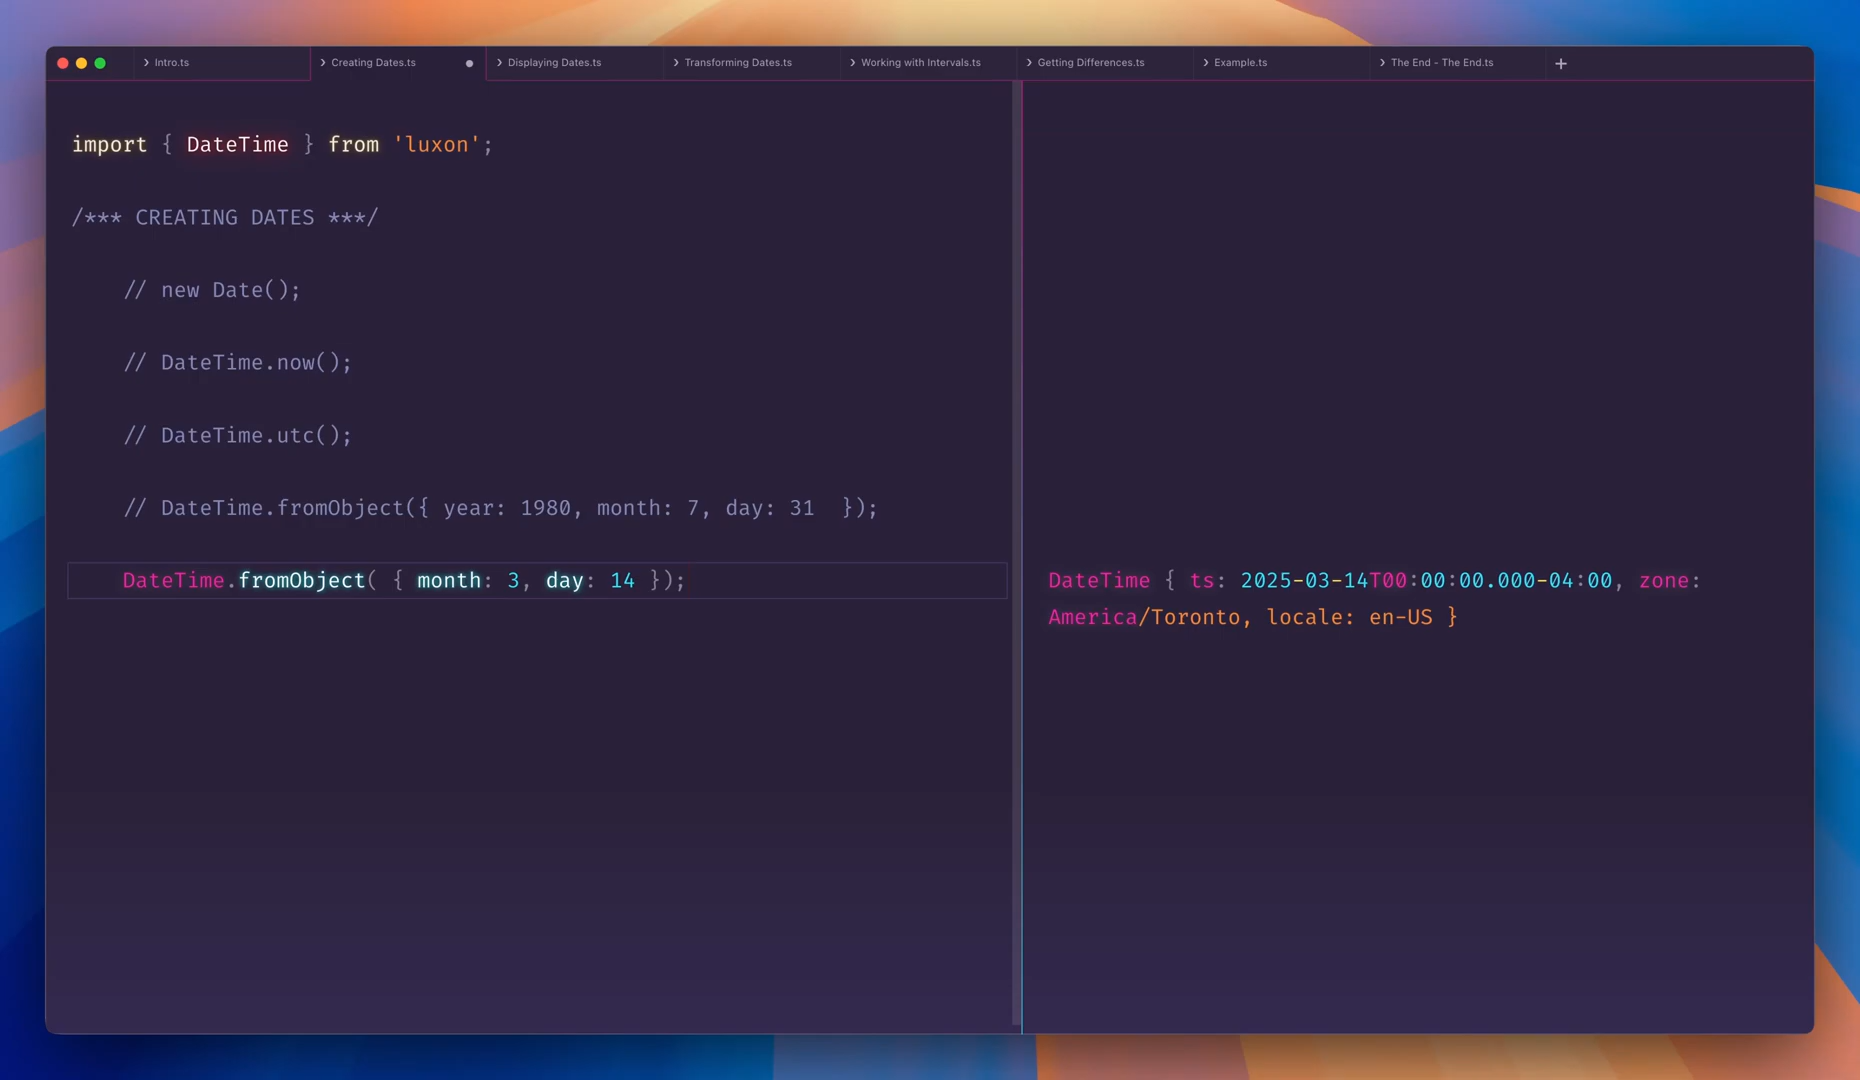 Intro.ts
Creating Dates.ts
Displaying Dates.ts
Transforming Dates.ts
Working with Intervals.ts
Getting Differences.ts
Example.ts
The End - The End.ts
import { DateTime } from 'luxon';
/*** CREATING DATES ***/
// new Date();
// DateTime.now();
// DateTime.utc();
// DateTime.fromObject({ year: 1980, month: 7, day: 31  });
DateTime.fromObject( { month: 3, day: 14 });
DateTime { ts: 2025-03-14T00:00:00.000-04:00, zone:
America/Toronto, locale: en-US }